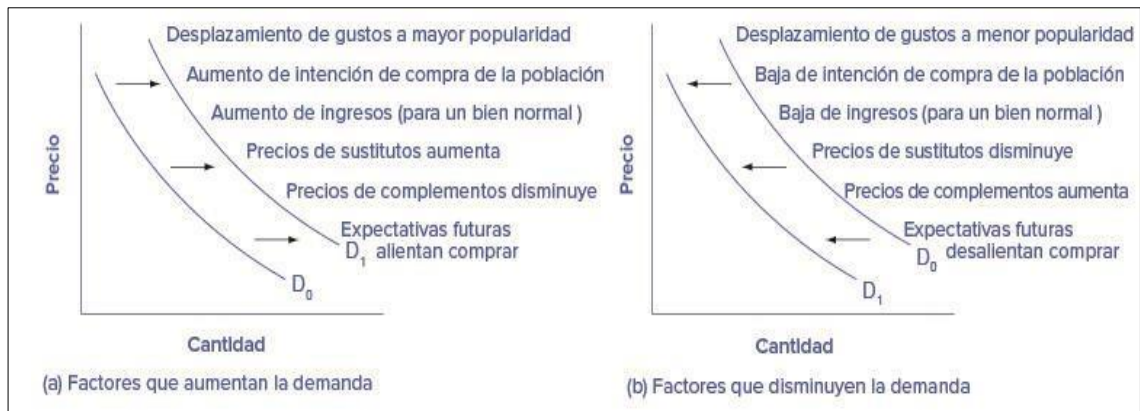 Precio
Desplazamiento de gustos a mayor popularidad
Aumento de intención de compra de la población
Aumento de ingresos (para un bien normal )
Precios de sustitutos aumenta
Precios de complementos disminuye
Expectativas futuras
D1 alientan comprar
D0
Cantidad
(a) Factores que aumentan la demanda
Precio
Desplazamiento de gustos a menor popularidad
Baja de intención de compra de la población
Baja de ingresos (para un bien normal )
Precios de sustitutos disminuye
Precios de complementos aumenta
Expectativas futuras
D0 desalientan comprar
D1
Cantidad
(b) Factores que disminuyen la demanda